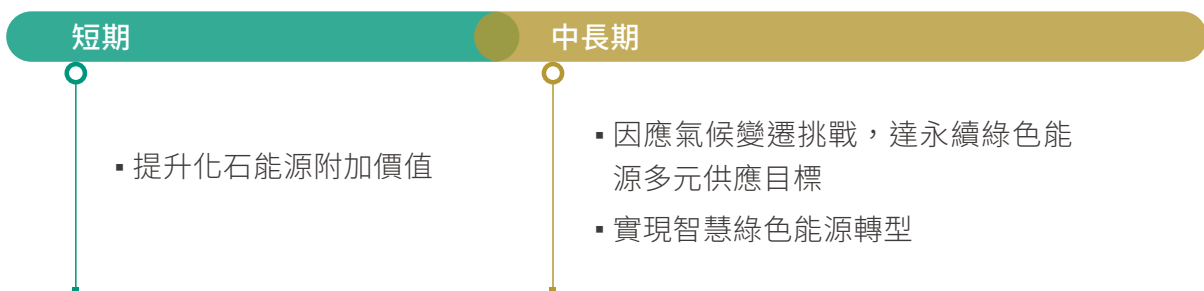 短期
中長期
▪ 提升化石能源附加價值
▪ 因應氣候變遷挑戰，達永續綠色能
源多元供應目標
▪ 實現智慧綠色能源轉型